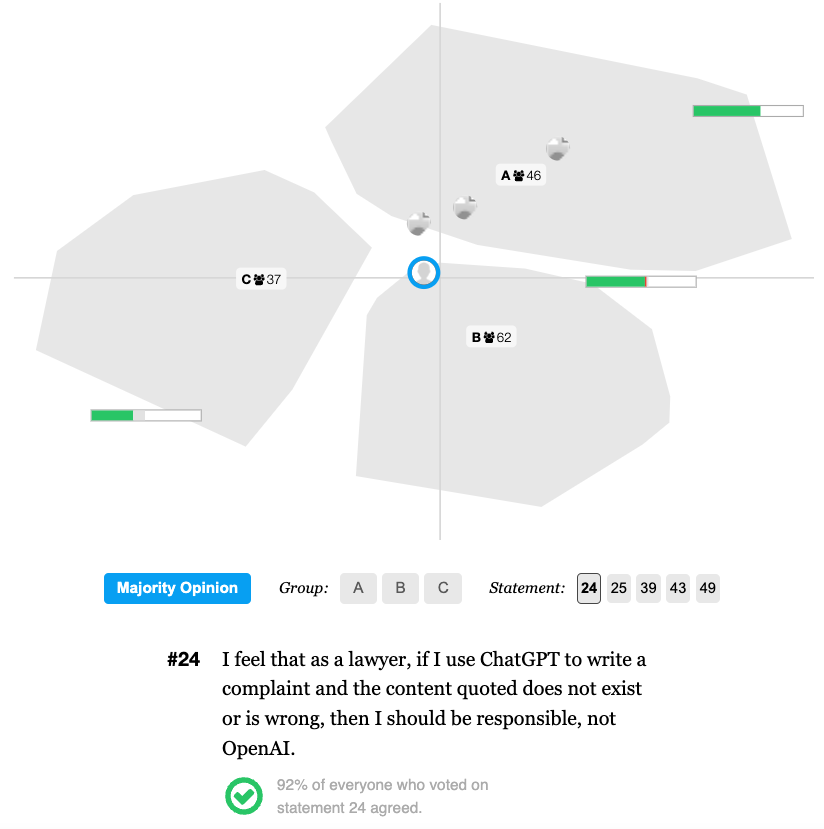 A 46
C 37
B 62
Majority Opinion Group: A B C Statement: 24 25 39 43 49
#24 I feel that as a lawyer, if I use ChatGPT to write a
complaint and the content quoted does not exist
or is wrong, then I should be responsible, not
OpenAI.
92% of everyone who voted on
statement 24 agreed.